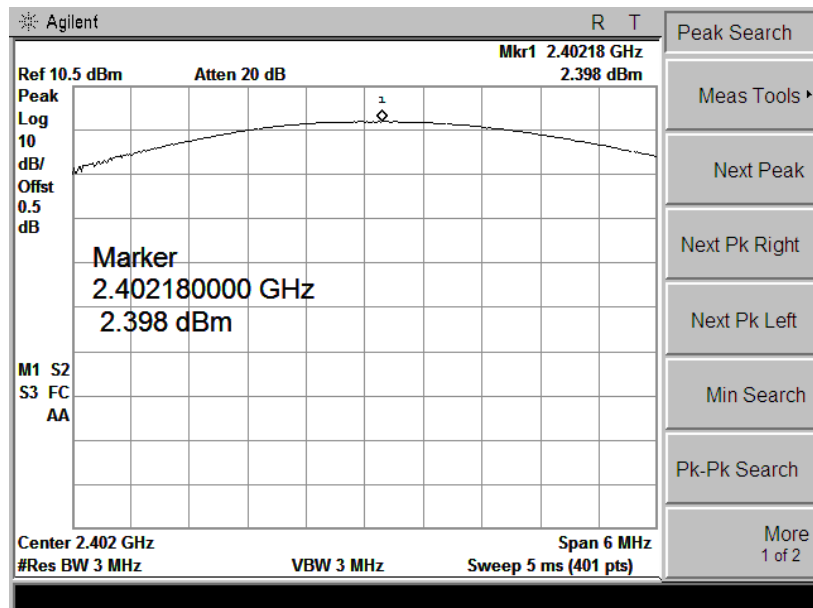 Agilent R T
Mkr1 2.40218 GHz
Ref 10.5 dBm Atten 20 dB 2.398 dBm
Peak
Log
10
dB/
Offst
0.5
dB
1
Marker
2.402180000 GHz
2.398 dBm
M1 S2
S3 FC
AA
Center 2.402 GHz Span 6 MHz
#Res BW 3 MHz VBW 3 MHz Sweep 5 ms (401 pts)
Peak Search
Meas Tools
Next Peak
Next Pk Right
Next Pk Left
Min Search
Pk-Pk Search
More
1 of 2